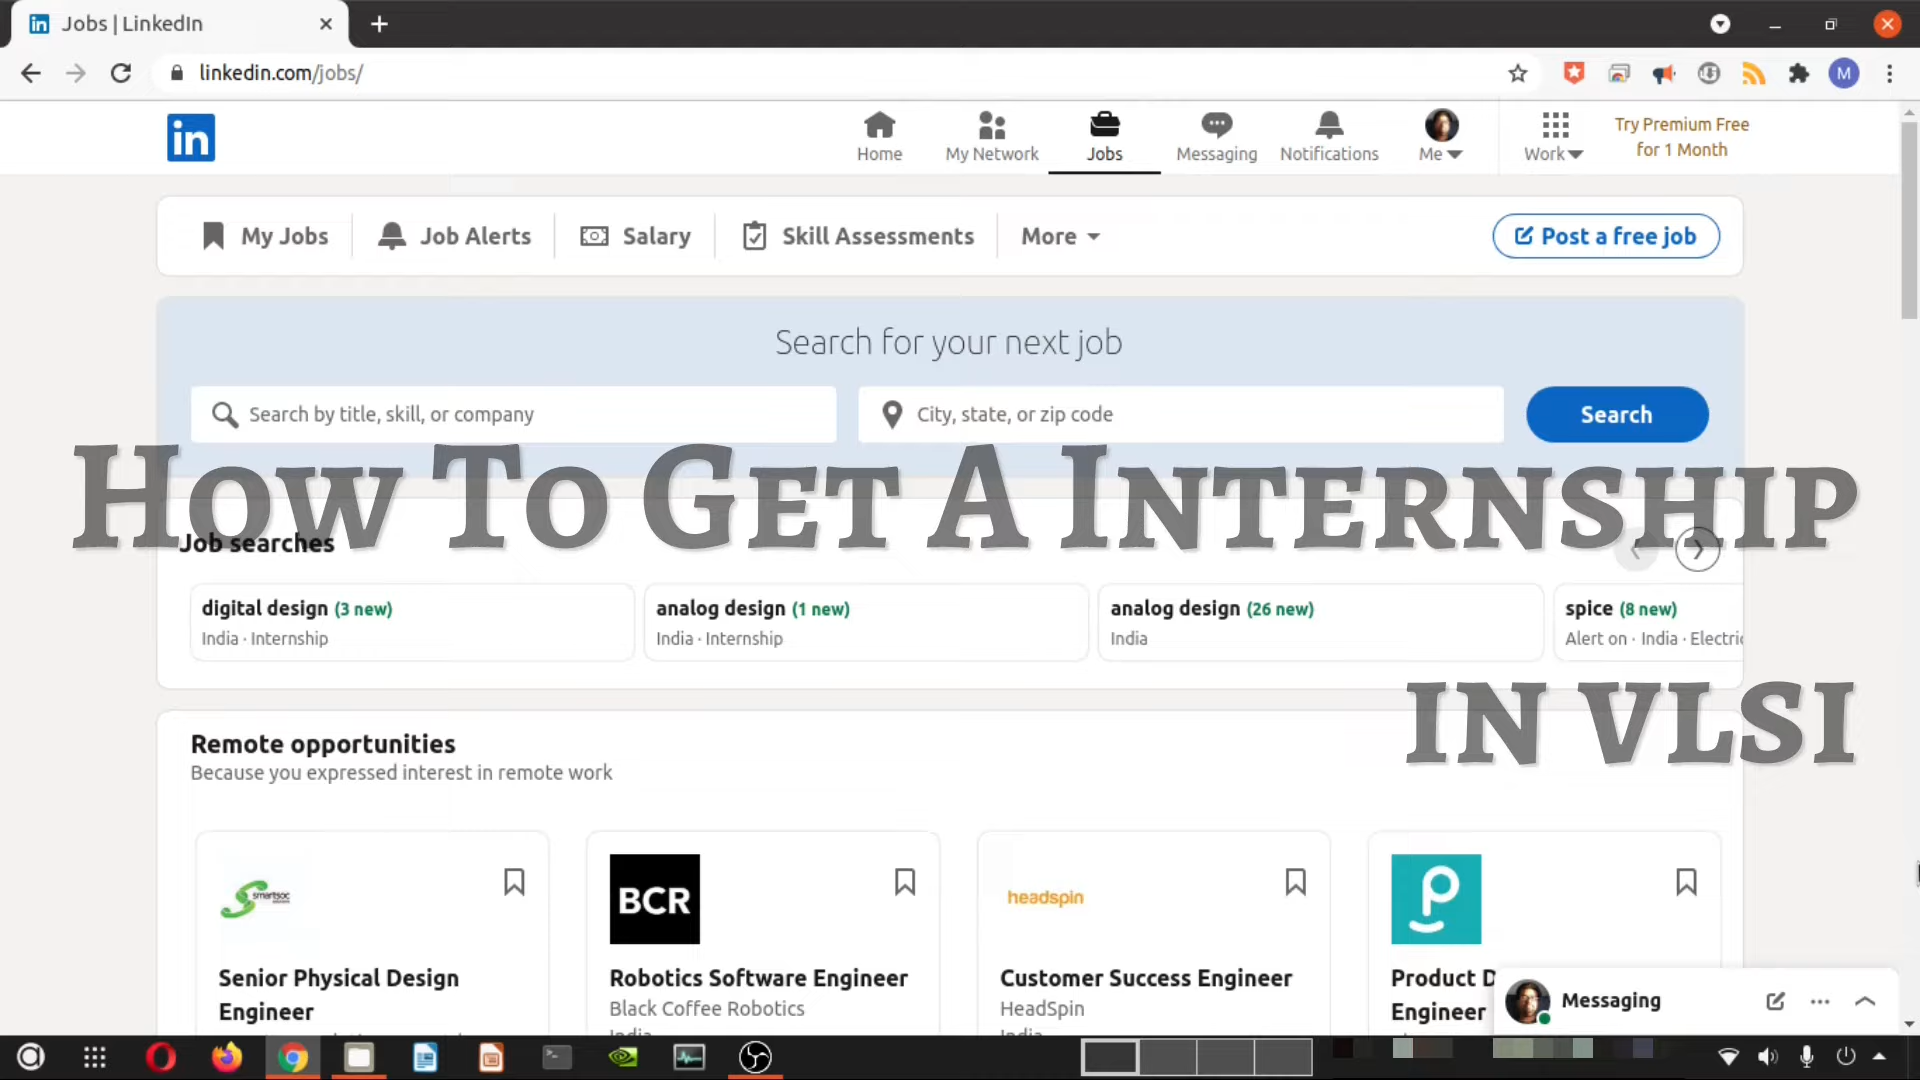 Jobs | LinkedIn
linkedin.com/jobs/
M
in
Home
My Network
Jobs
Messaging
Notifications
Me
Work
Try Premium Free
for 1 Month
My Jobs
Job Alerts
Salary
Skill Assessments
More
Post a free job
Search for your next job
Search by title, skill, or company
City, state, or zip code
Search
How To Get A Internship
in VLSI
Job searches
digital design (3 new)
India · Internship
analog design (1 new)
India · Internship
analog design (26 new)
India
spice (8 new)
Alert on · India · Electri
Remote opportunities
Because you expressed interest in remote work
smartsoc
BCR
headspin
Senior Physical Design
Engineer
Robotics Software Engineer
Black Coffee Robotics
Customer Success Engineer
HeadSpin
Product D
Engineer
Messaging